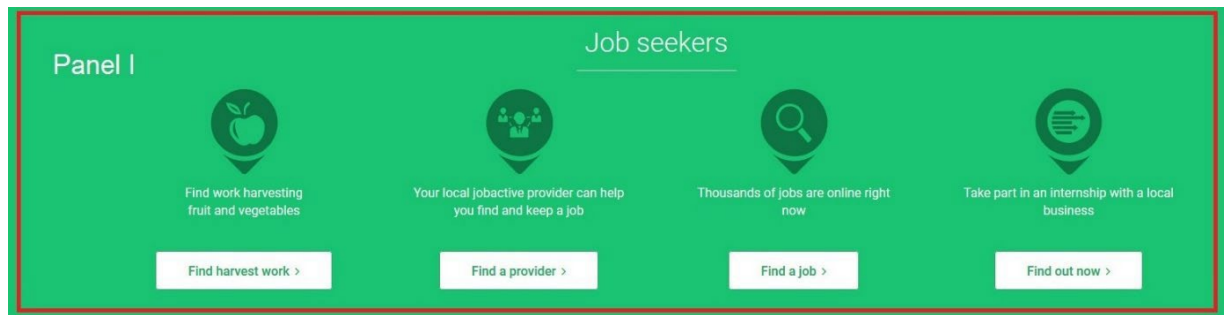 Job seekers
Panel I
Find work harvesting
fruit and vegetables
Find harvest work >
Your local jobactive provider can help
you find and keep a job
Find a provider >
Thousands of jobs are online right
now
Find a job >
Take part in an internship with a local
business
Find out now >